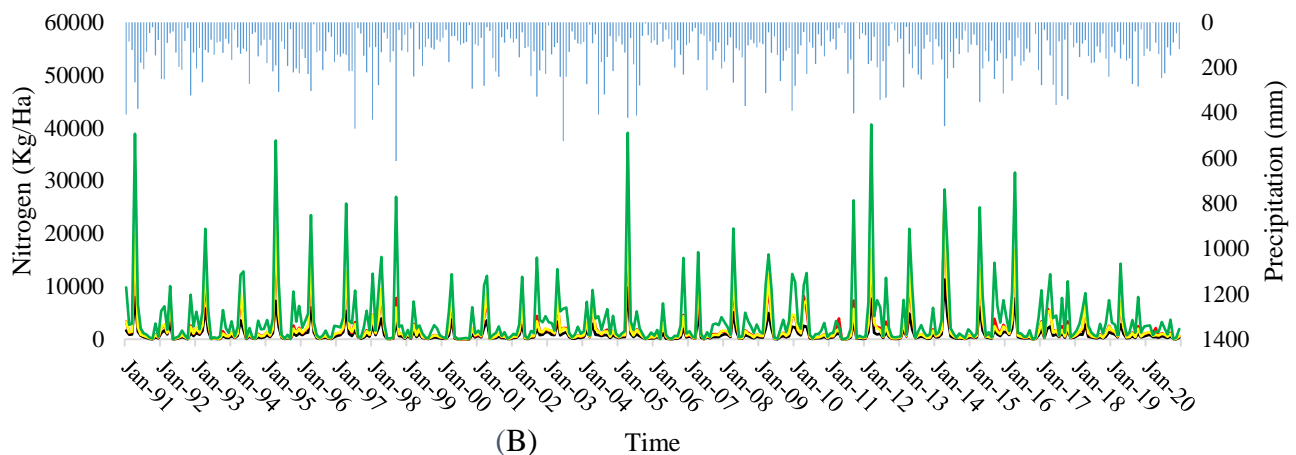 60000
50000
40000
30000
20000
10000
0
Nitrogen (Kg/Ha)
0
200
400
600
800
1000
1200
1400
Precipitation (mm)
Jan-91
Jan-92
Jan-93
Jan-94
Jan-95
Jan-96
Jan-97
Jan-98
Jan-99
Jan-00
Jan-01
Jan-02
Jan-03
Jan-04
Jan-05
Jan-06
Jan-07
Jan-08
Jan-09
Jan-10
Jan-11
Jan-12
Jan-13
Jan-14
Jan-15
Jan-16
Jan-17
Jan-18
Jan-19
Jan-20
(B) Time